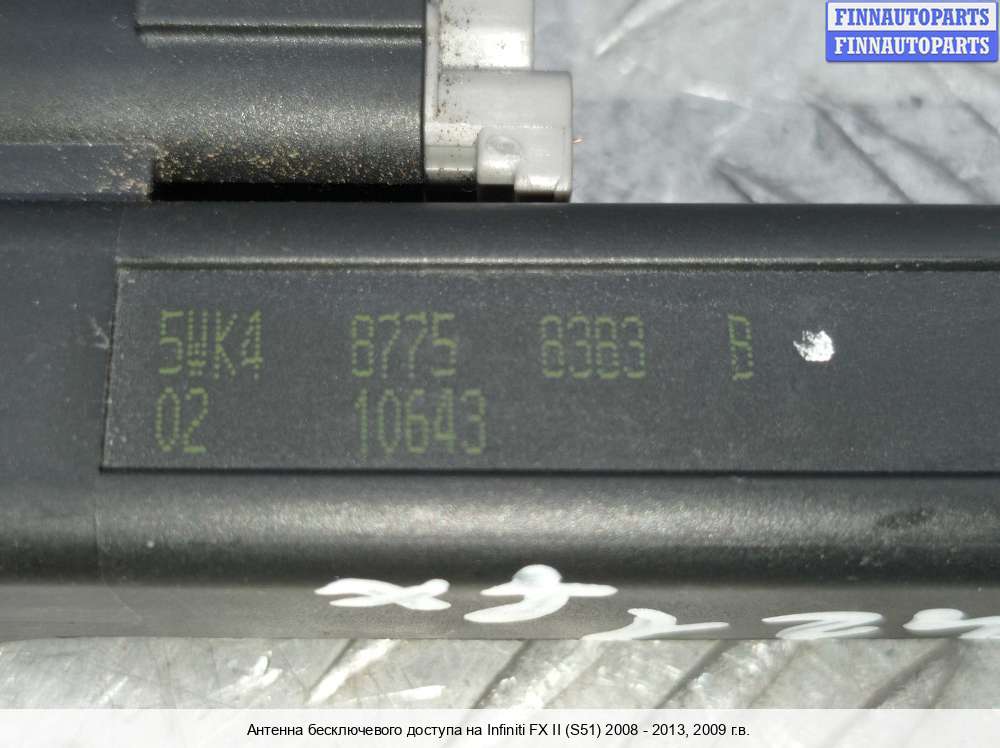 FINNAUTOPARTS
FINNAUTOPARTS
5WK4 8775 8383 B
02 10643
Антенна бесключевого доступа на Infiniti FX II (S51) 2008 - 2013, 2009 г.в.